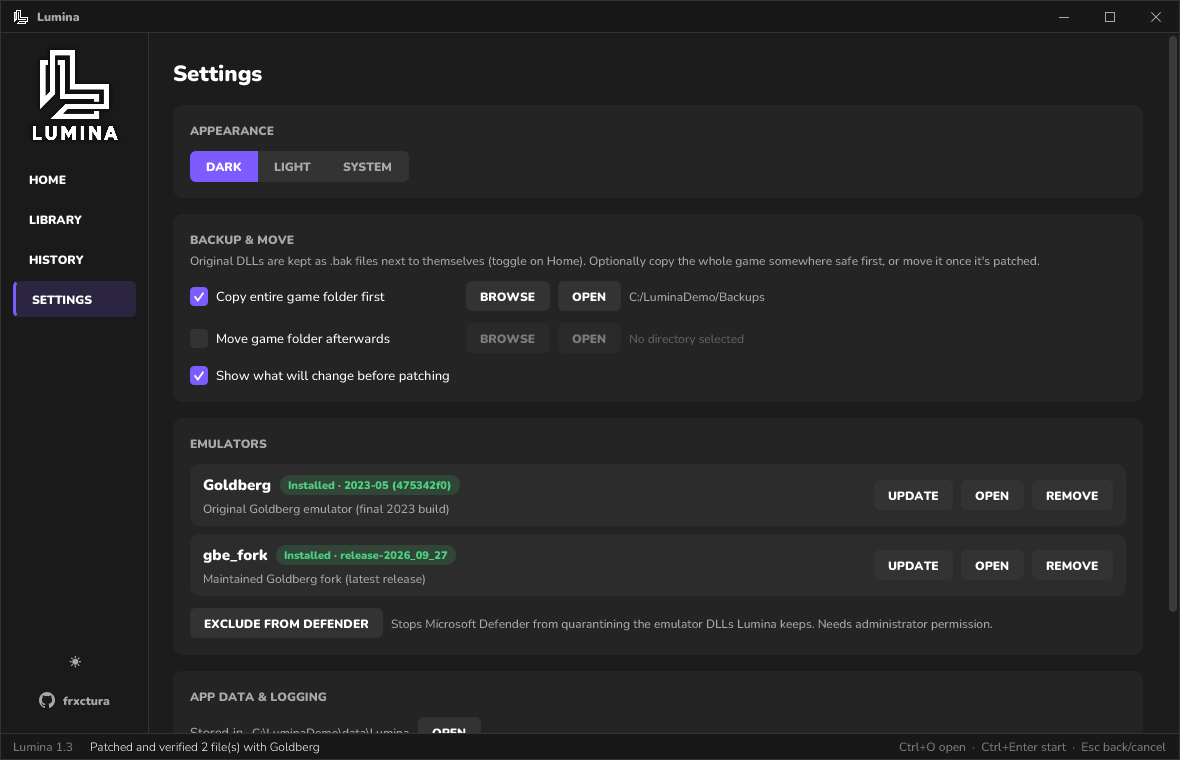 Lumina
LUMINA
HOME
LIBRARY
HISTORY
SETTINGS
frxctura
Settings
APPEARANCE
DARK LIGHT SYSTEM
BACKUP & MOVE
Original DLLs are kept as .bak files next to themselves (toggle on Home). Optionally copy the whole game somewhere safe first, or move it once it's patched.
Copy entire game folder first BROWSE OPEN C:/LuminaDemo/Backups
Move game folder afterwards BROWSE OPEN No directory selected
Show what will change before patching
EMULATORS
Goldberg Installed · 2023-05 (475342f0)
Original Goldberg emulator (final 2023 build)
UPDATE OPEN REMOVE
gbe_fork Installed · release-2026_09_27
Maintained Goldberg fork (latest release)
UPDATE OPEN REMOVE
EXCLUDE FROM DEFENDER Stops Microsoft Defender from quarantining the emulator DLLs Lumina keeps. Needs administrator permission.
APP DATA & LOGGING
Stored in C:\LuminaDemo\data\Lumina OPEN
Lumina 1.3 Patched and verified 2 file(s) with Goldberg Ctrl+O open · Ctrl+Enter start · Esc back/cancel